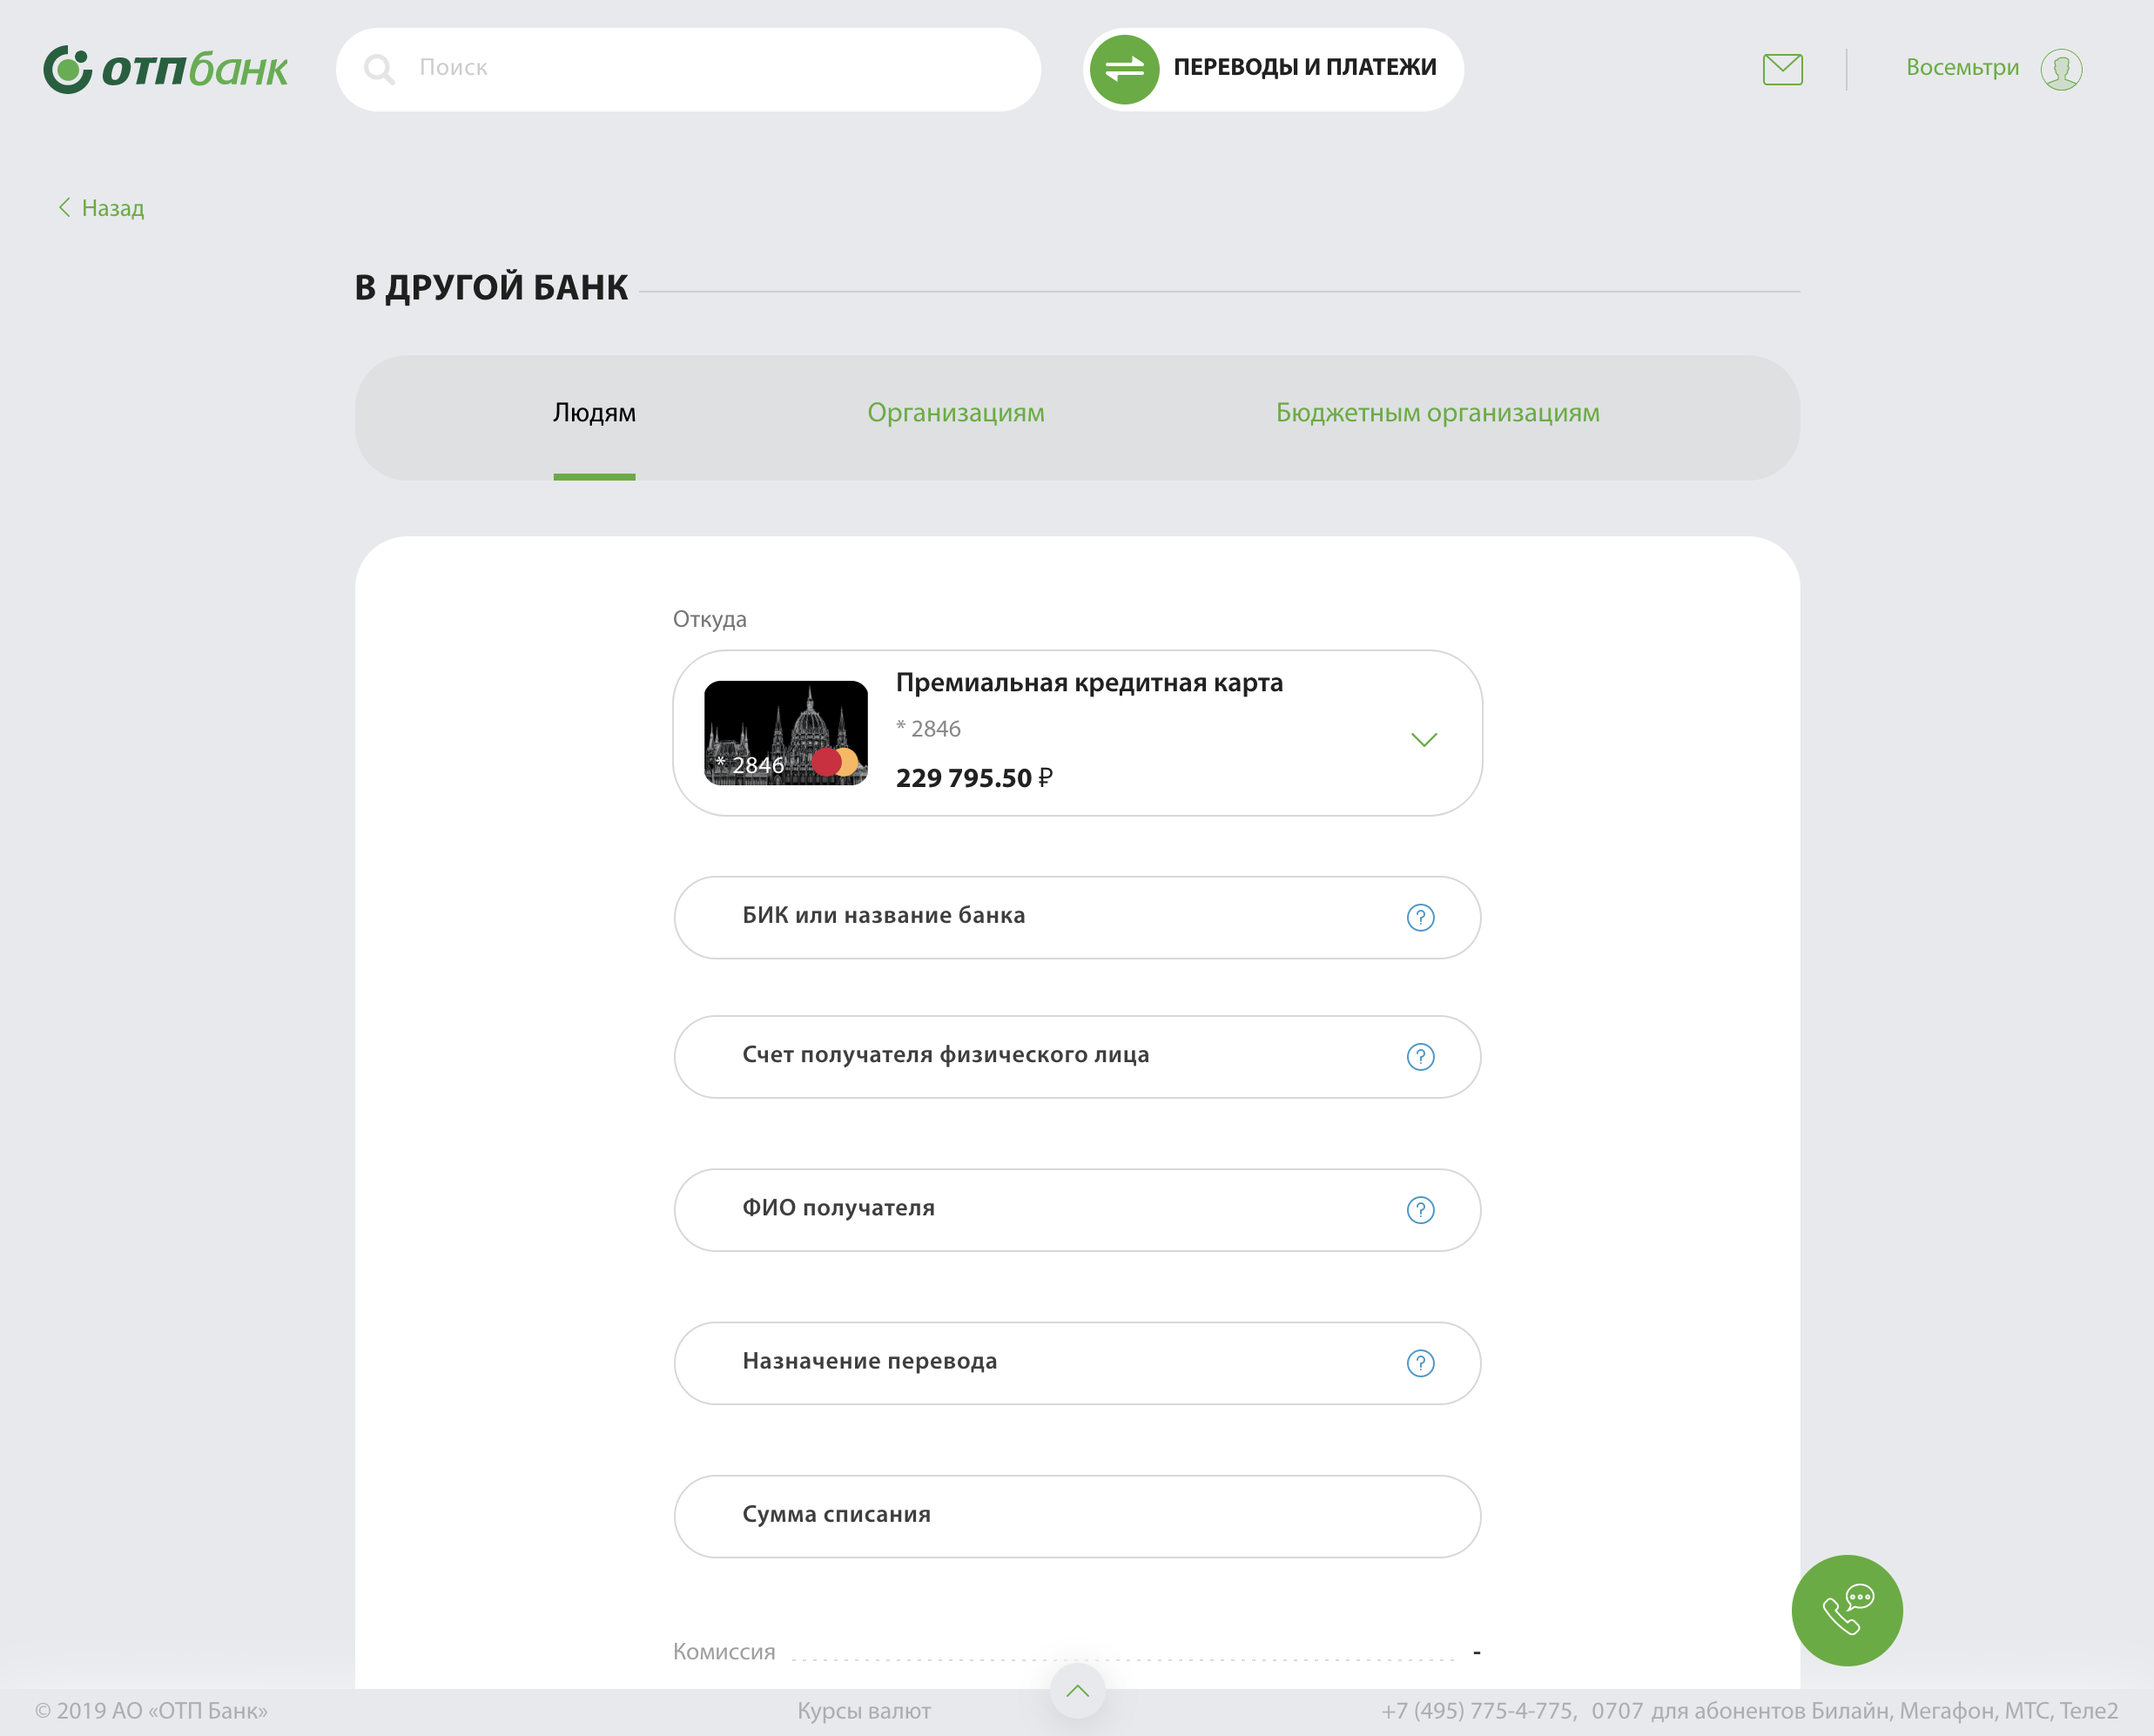 ОТПбанк
Поиск
ПЕРЕВОДЫ И ПЛАТЕЖИ
Восемьтри
Назад
В ДРУГОЙ БАНК
Людям
Организациям
Бюджетным организациям
Откуда
* 2846
Премиальная кредитная карта
* 2846
229 795.50 ₽
БИК или название банка
?
Счет получателя физического лица
?
ФИО получателя
?
Назначение перевода
?
Сумма списания
Комиссия -
© 2019 АО «ОТП Банк»
Курсы валют
+7 (495) 775-4-775, 0707 для абонентов Билайн, Мегафон, МТС, Теле2